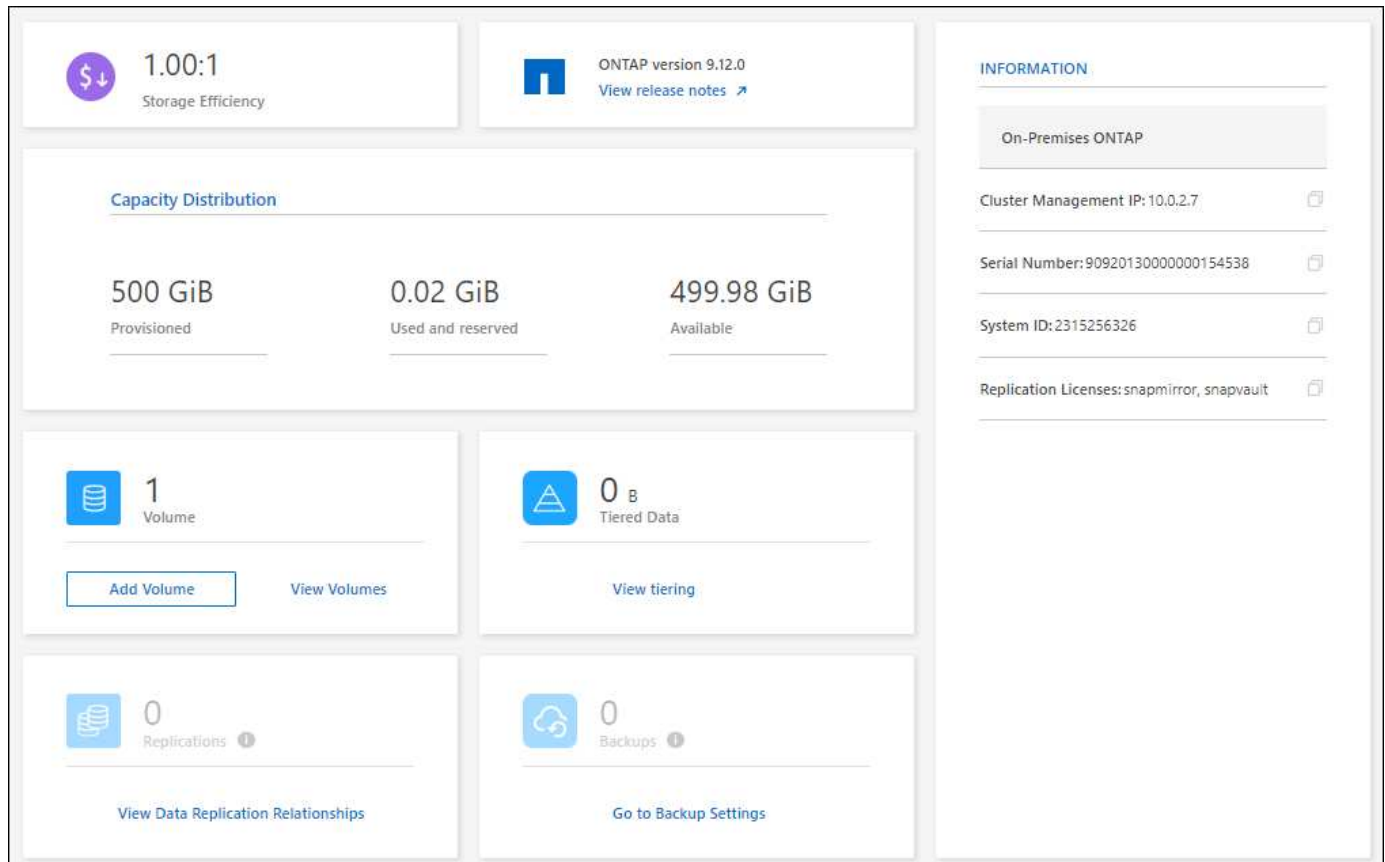 1.00:1
Storage Efficiency
ONTAP version 9.12.0
View release notes
Capacity Distribution
500 GiB
Provisioned
0.02 GiB
Used and reserved
499.98 GiB
Available
1
Volume
Add Volume
View Volumes
0 B
Tiered Data
View tiering
0
Replications
View Data Replication Relationships
0
Backups
Go to Backup Settings
INFORMATION
On-Premises ONTAP
Cluster Management IP: 10.0.2.7
Serial Number: 90920130000000154538
System ID: 2315256326
Replication Licenses: snapmirror, snapvault